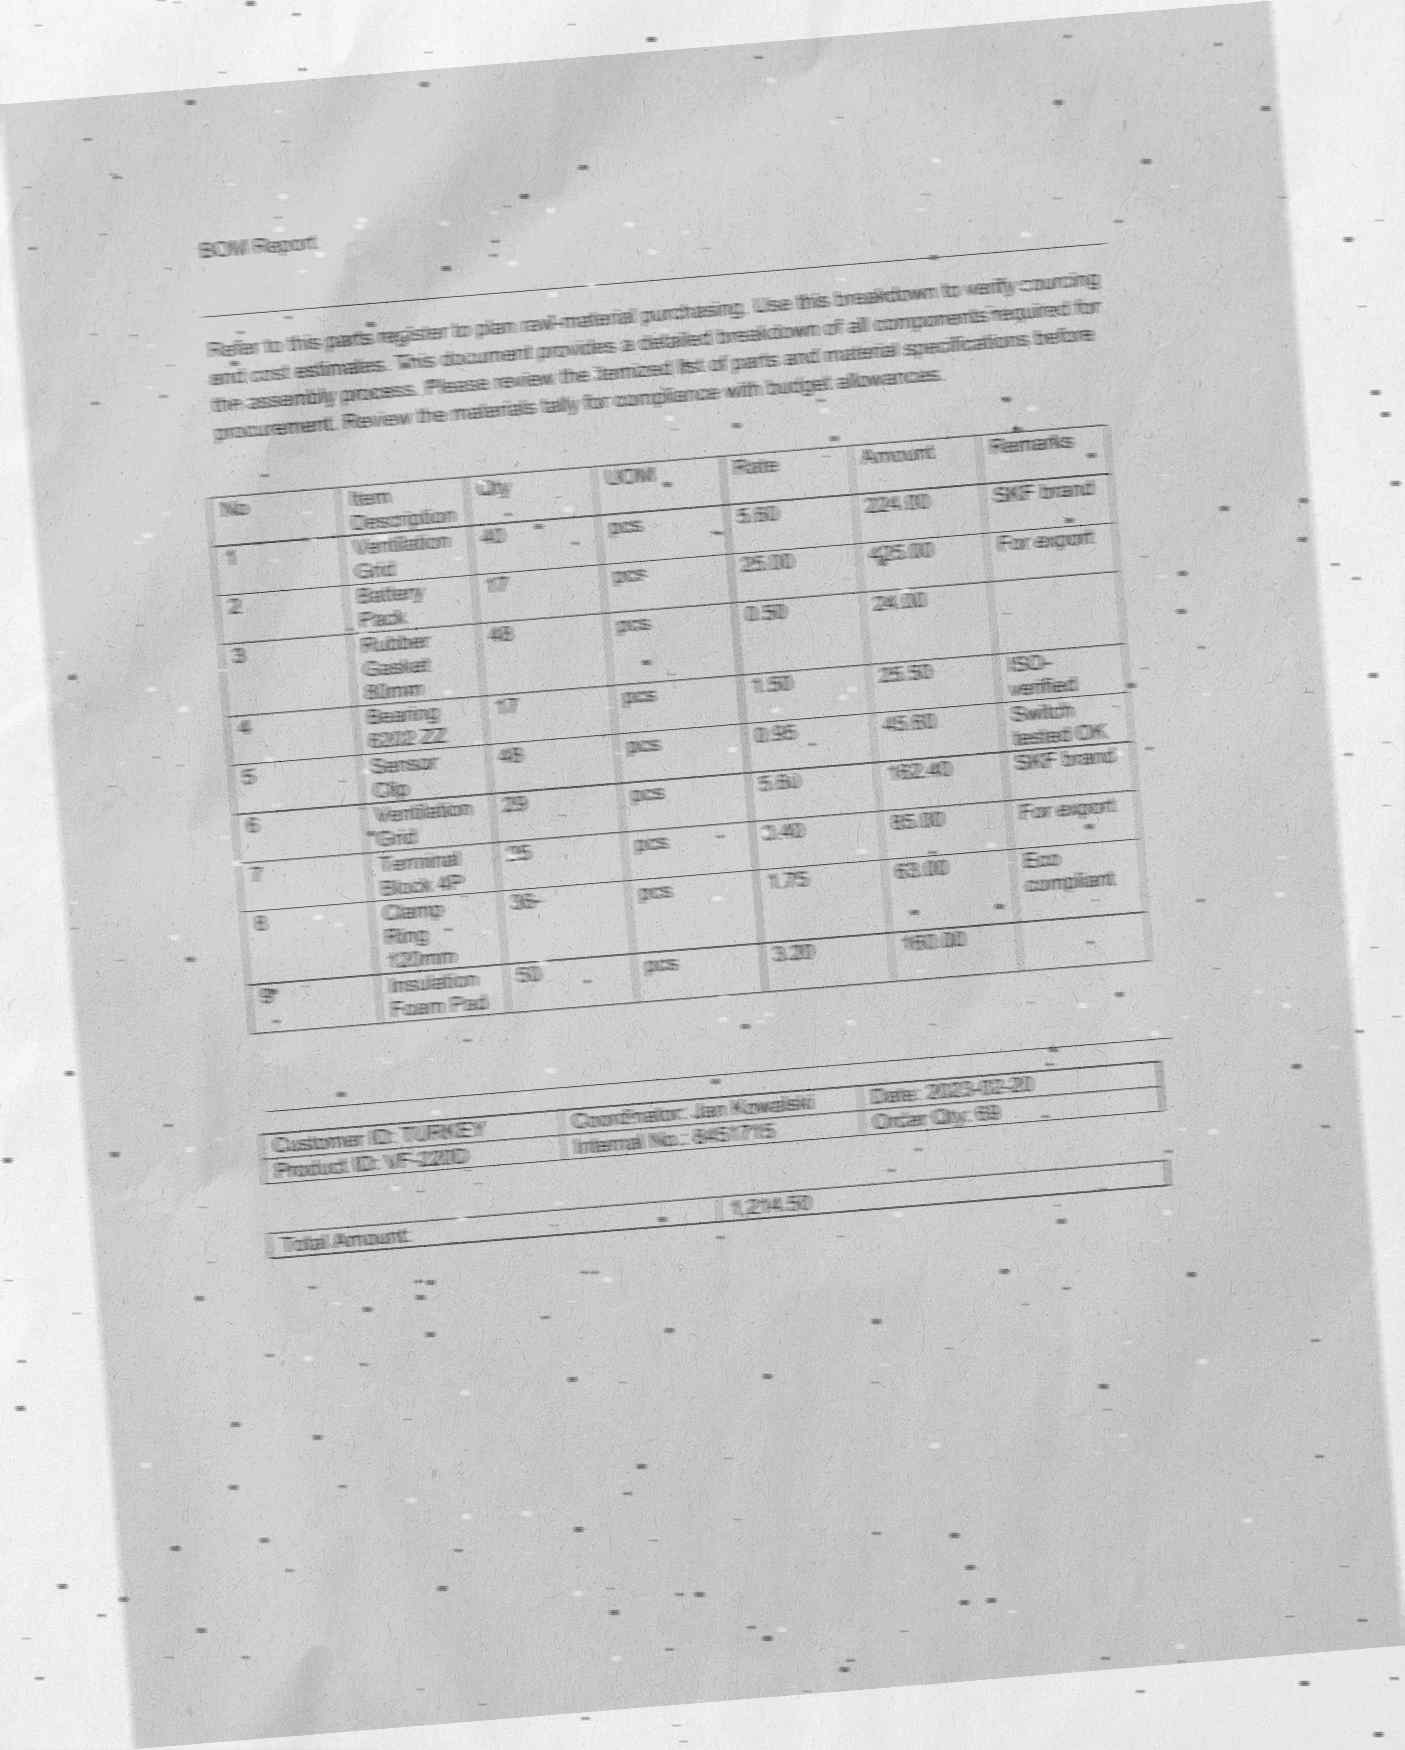 BOM Report
Refer to this parts register to plan raw-material purchasing. Use this breakdown to verify sourcing
and cost estimates. This document provides a detailed breakdown of all components required for
the assembly process. Please review the itemized list of parts and material specifications before
procurement. Review the materials tally for compliance with budget allowances.
No Item Description Qty UOM Rate Amount Remarks
1 Ventilation Grid 40 pcs 5.60 224.00 SKF brand
2 Battery Pack 17 pcs 25.00 425.00 For export
3 Rubber Gasket pcs 48 0.50 24.00
4 Bearing 6202 ZZ 17 pcs 1.50 25.50 ISO-verified
5 Sensor Clip 48 pcs 0.95 45.60 Switch tested OK
6 Ventilation Grid 29 pcs 5.60 162.40 SKF brand
7 Terminal Block 4P 25 pcs 3.40 85.00 For export
8 Clamp Ring 120mm 36 pcs 1.75 63.00 Eco compliant
9 Insulation Foam Pad 50 pcs 3.20 160.00
Customer ID: TURKEY Coordinator: Jan Kowalski Date: 2023-02-20
Product ID: Internal No.: Order Qty: 69
Total Amount: 1,214.50